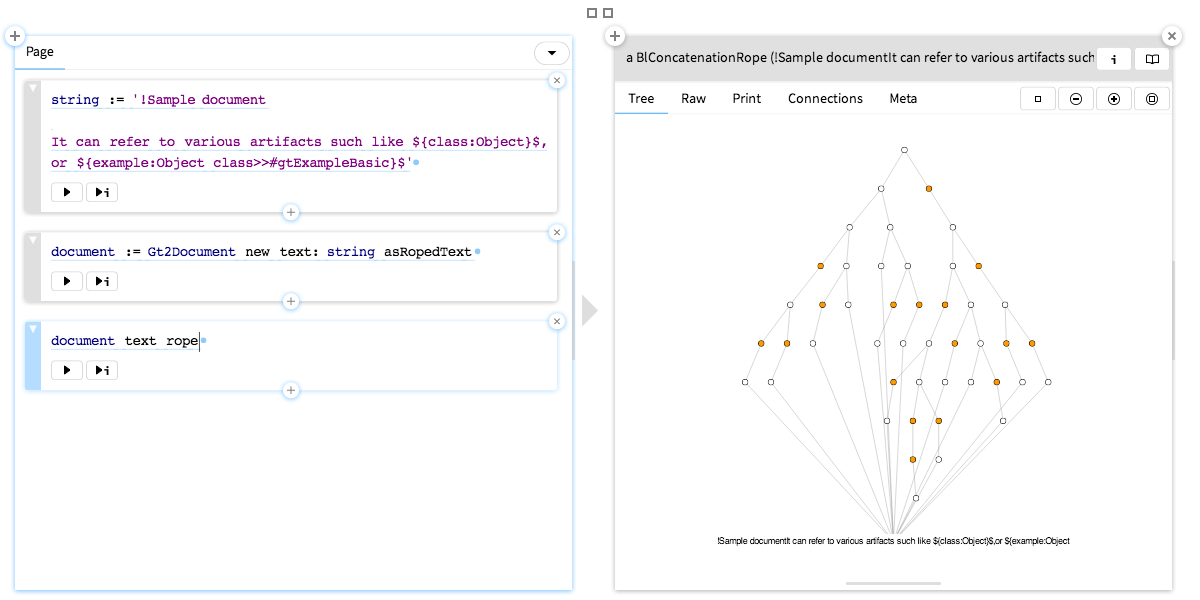 Page
string := '!Sample document
It can refer to various artifacts such like ${class:Object}$,
or ${example:Object class>>#gtExampleBasic}$'
i
document := Gt2Document new text: string asRopedText
i
document text rope
i
a BlConcatenationRope (!Sample documentIt can refer to various artifacts such
i
Tree Raw Print Connections Meta
!Sample documentIt can refer to various artifacts such like ${class:Object}$,or ${example:Object